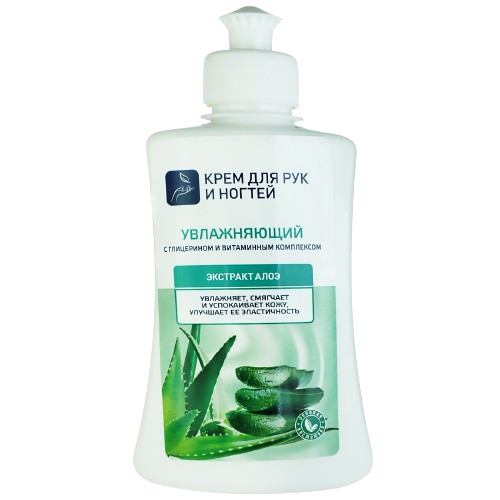 КРЕМ ДЛЯ РУК
И НОГТЕЙ
УВЛАЖНЯЮЩИЙ
С ГЛИЦЕРИНОМ И ВИТАМИННЫМ КОМПЛЕКСОМ
ЭКСТРАКТ АЛОЭ
УВЛАЖНЯЕТ, СМЯГЧАЕТ
И УСПОКАИВАЕТ КОЖУ,
УЛУЧШАЕТ ЕЕ ЭЛАСТИЧНОСТЬ